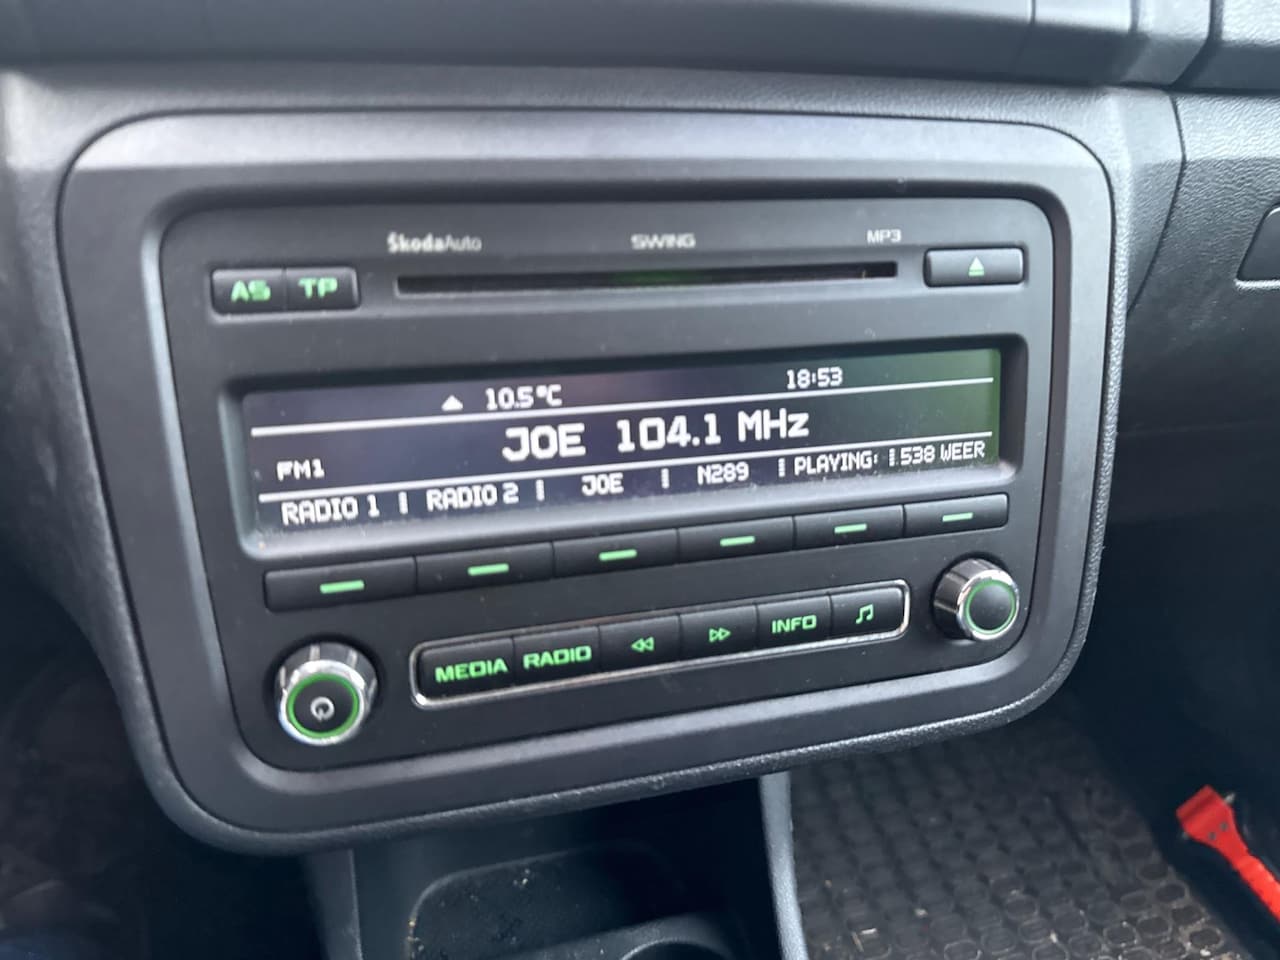 ŠkodaAuto SWING MP3
AS TP
10.5°C 18:53
JOE 104.1 MHz
FM1
RADIO 1 RADIO 2 JOE N289 PLAYING: 538 WEER
MEDIA RADIO INFO